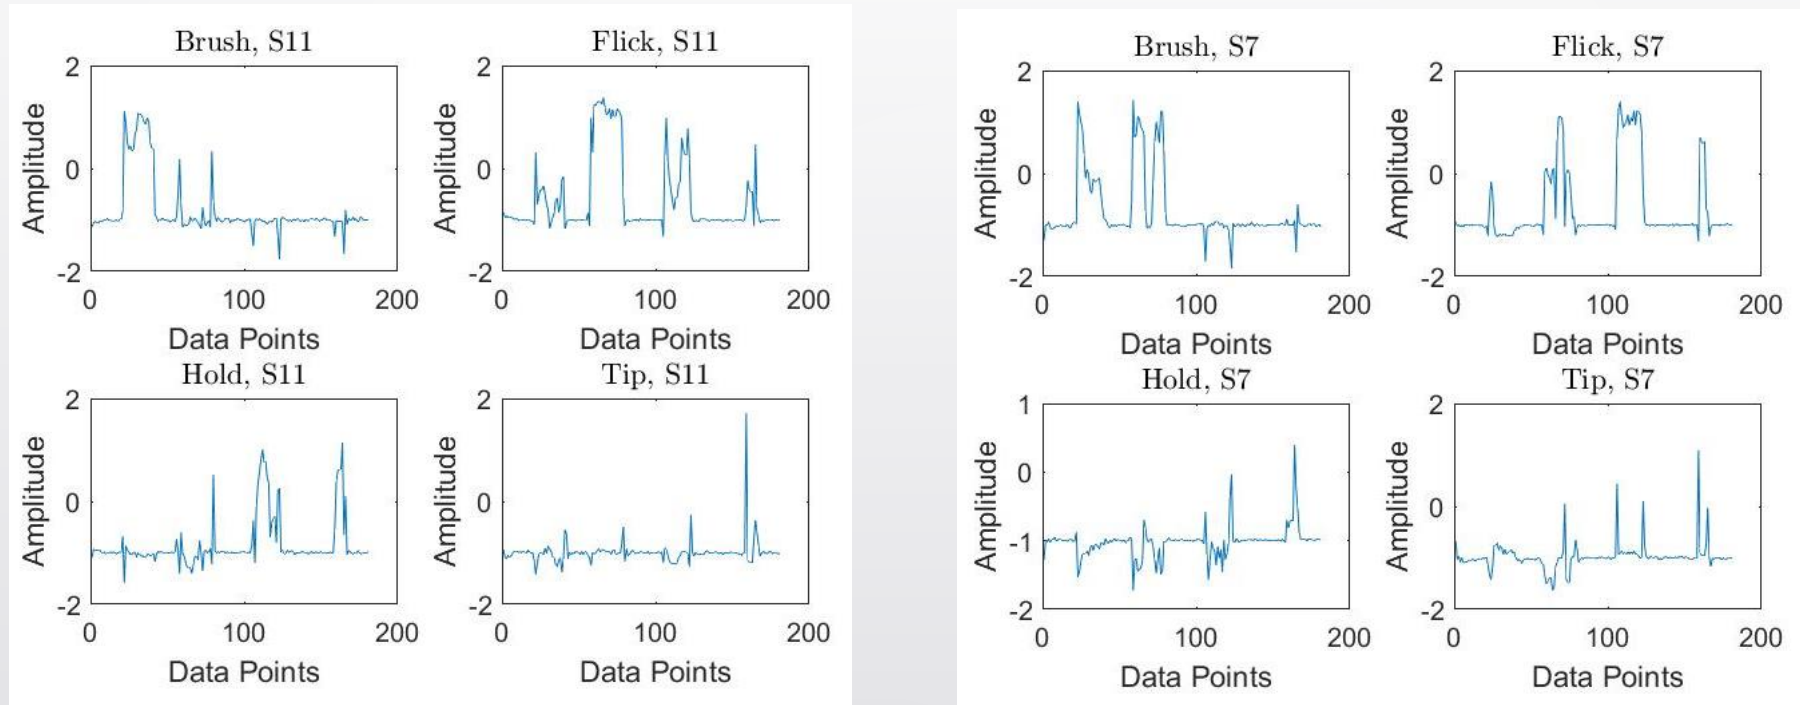 Brush, S11
2
0
-2
Amplitude
0 100 200
Data Points
Flick, S11
2
0
-2
Amplitude
0 100 200
Data Points
Hold, S11
2
0
-2
Amplitude
0 100 200
Data Points
Tip, S11
2
0
-2
Amplitude
0 100 200
Data Points
Brush, S7
2
0
-2
Amplitude
0 100 200
Data Points
Flick, S7
2
0
-2
Amplitude
0 100 200
Data Points
Hold, S7
1
0
-1
-2
Amplitude
0 100 200
Data Points
Tip, S7
2
0
-2
Amplitude
0 100 200
Data Points